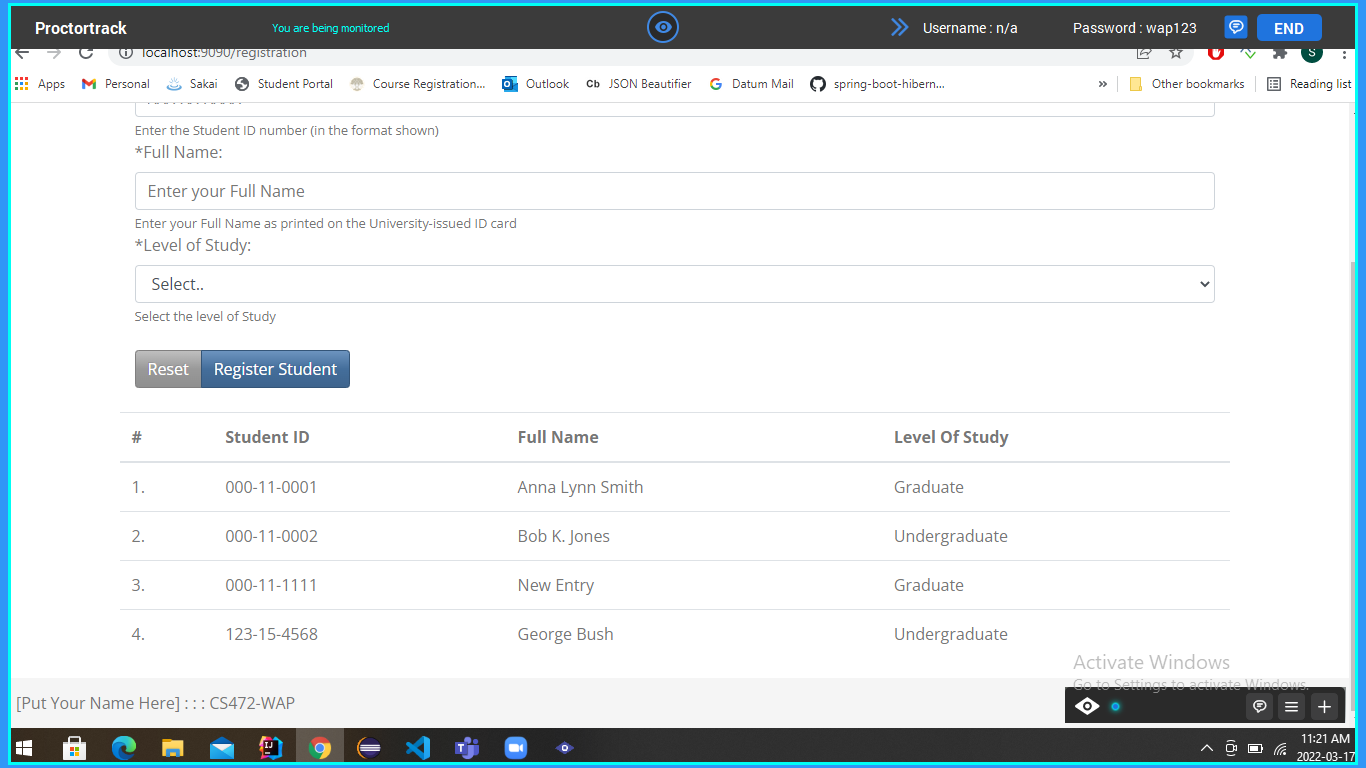 Proctortrack You are being monitored Username : n/a Password : wap123 END
localhost:9090/registration S
Apps Personal Sakai Student Portal Course Registration... Outlook Cb JSON Beautifier Datum Mail spring-boot-hibern... » Other bookmarks Reading list
Enter the Student ID number (in the format shown)
*Full Name:
Enter your Full Name
Enter your Full Name as printed on the University-issued ID card
*Level of Study:
Select..
Select the level of Study
Reset Register Student
# Student ID Full Name Level Of Study
1. 000-11-0001 Anna Lynn Smith Graduate
2. 000-11-0002 Bob K. Jones Undergraduate
3. 000-11-1111 New Entry Graduate
4. 123-15-4568 George Bush Undergraduate
Activate Windows
Go to Settings to activate Windows.
[Put Your Name Here] : : : CS472-WAP
11:21 AM
2022-03-17